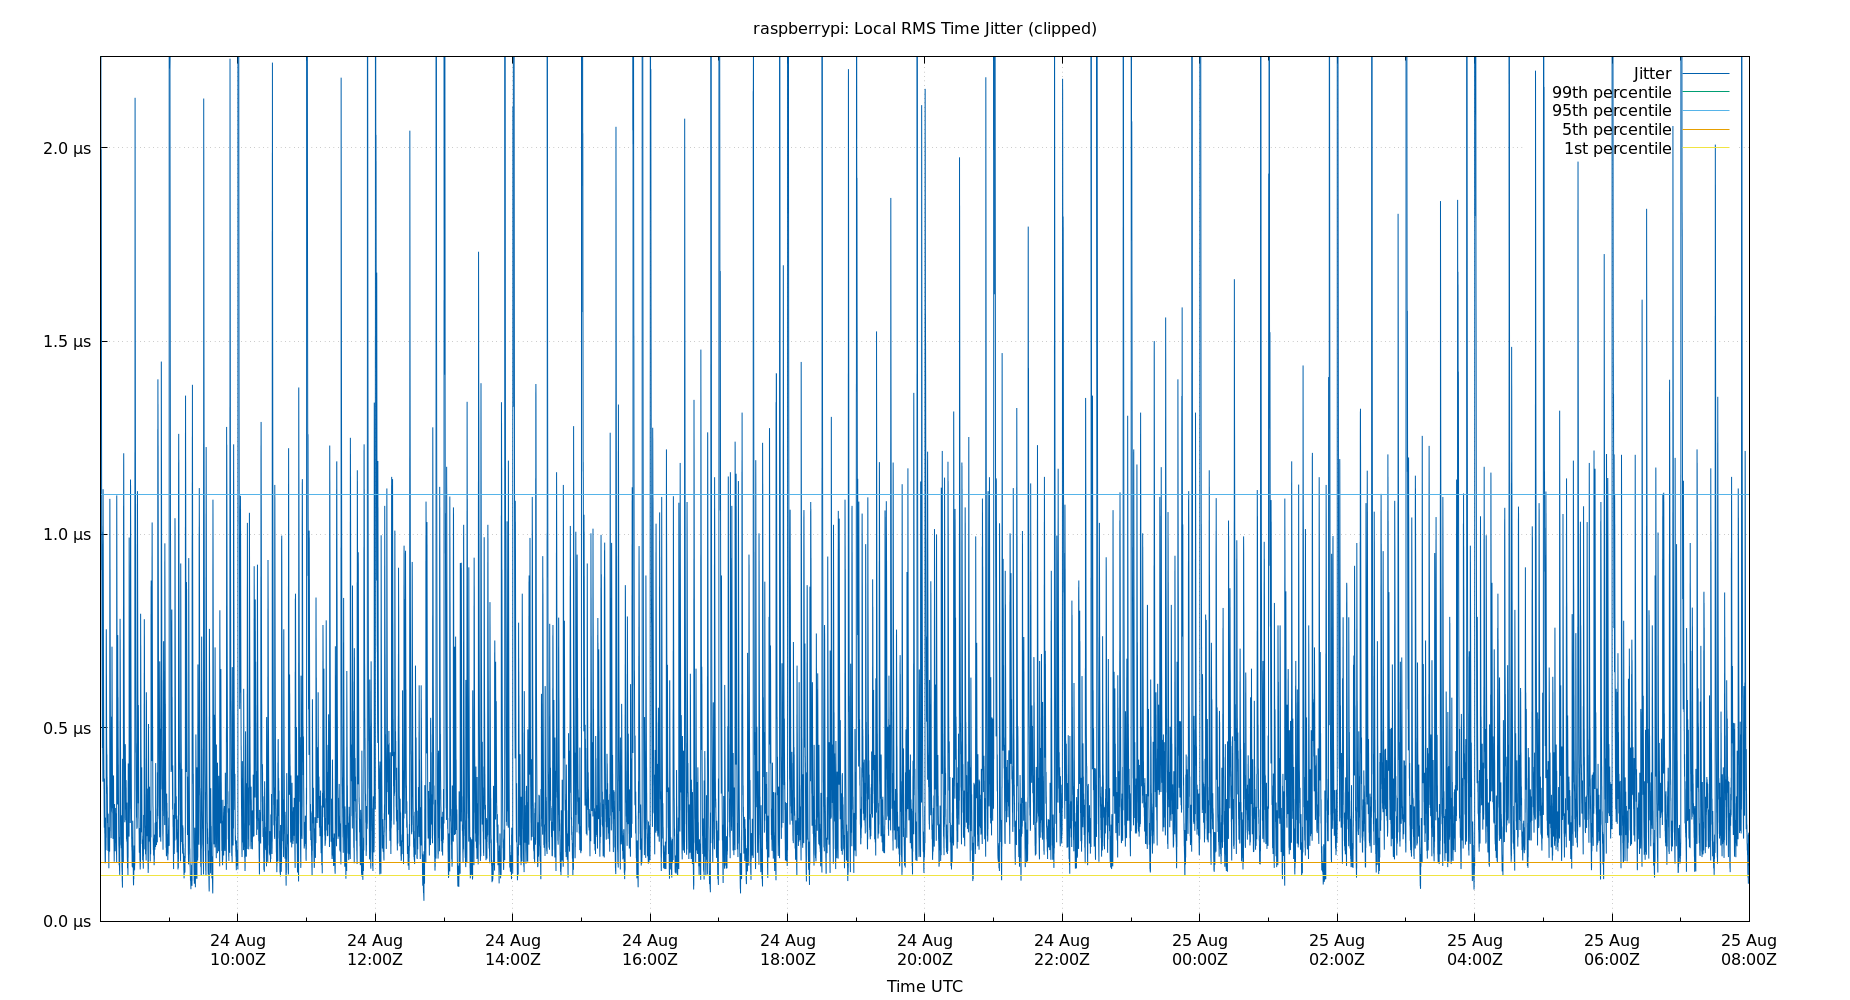 raspberrypi: Local RMS Time Jitter (clipped)
Jitter
99th percentile
95th percentile
5th percentile
1st percentile
2.0 μs
1.5 μs
1.0 μs
0.5 μs
0.0 μs
24 Aug 24 Aug 24 Aug 24 Aug 24 Aug 24 Aug 24 Aug 25 Aug 25 Aug 25 Aug 25 Aug 25 Aug
10:00Z 12:00Z 14:00Z 16:00Z 18:00Z 20:00Z 22:00Z 00:00Z 02:00Z 04:00Z 06:00Z 08:00Z
Time UTC